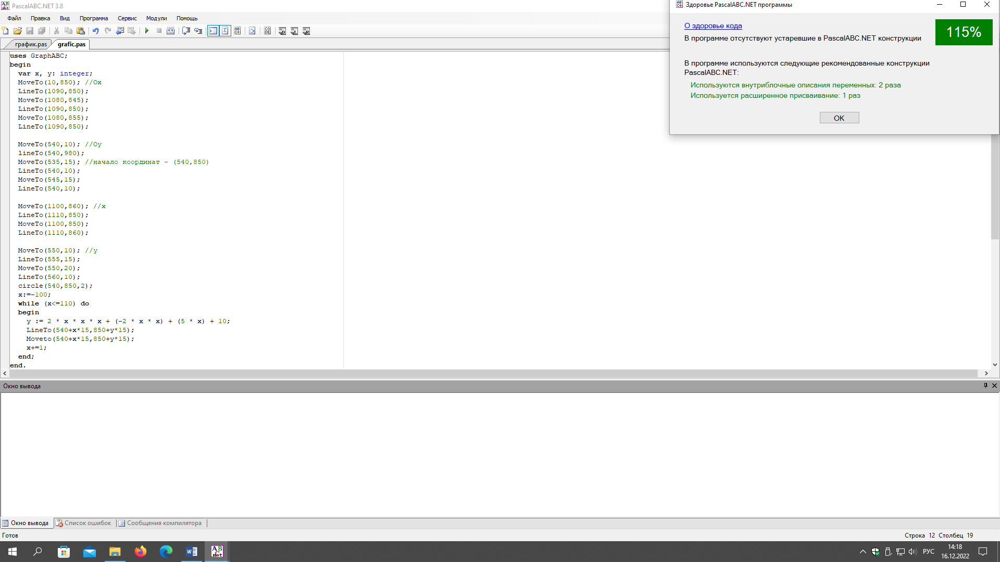 PascalABC.NET 3.8
Файл Правка Вид Программа Сервис Модули Помощь
график.pas grafic.pas
uses GraphABC;
begin
var x, y: integer;
MoveTo(10,850); //Ox
LineTo(1090,850);
MoveTo(1080,845);
LineTo(1090,850);
MoveTo(1080,855);
LineTo(1090,850);
MoveTo(540,10); //Oy
lineTo(540,980);
MoveTo(535,15); //начало координат - (540,850)
LineTo(540,10);
MoveTo(545,15);
LineTo(540,10);
MoveTo(1100,860); //x
LineTo(1110,850);
MoveTo(1100,850);
LineTo(1110,860);
MoveTo(550,10); //y
LineTo(555,15);
MoveTo(550,20);
LineTo(560,10);
circle(540,850,2);
x:=-100;
while (x<=110) do
begin
y := 2 * x * x * x + (-2 * x * x) + (5 * x) + 10;
LineTo(540+x*15,850+y*15);
Moveto(540+x*15,850+y*15);
x+=1;
end;
end.
Здоровье PascalABC.NET программы
О здоровье кода
115%
В программе отсутствуют устаревшие в PascalABC.NET конструкции
В программе используются следующие рекомендованные конструкции
PascalABC.NET:
Используются внутриблочные описания переменных: 2 раза
Используется расширенное присваивание: 1 раз
OK
Окно вывода
Окно вывода Список ошибок Сообщения компилятора
Готов
Строка 12 Столбец 19
РУС
14:18
16.12.2022